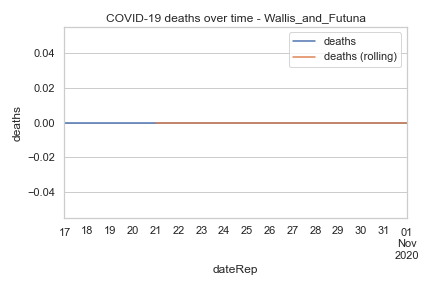 COVID-19 deaths over time - Wallis_and_Futuna
deaths
deaths (rolling)
0.04
0.02
0.00
−0.02
−0.04
deaths
17 18 19 20 21 22 23 24 25 26 27 28 29 30 31 01
Nov
2020
dateRep